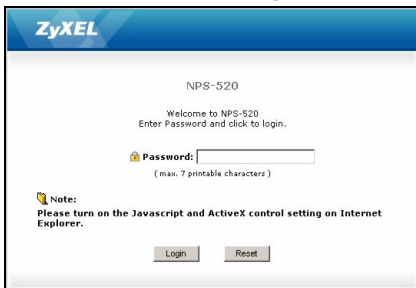 ZyXEL
NPS-520
Welcome to NPS-520
Enter Password and click to login.
Password:
( max. 7 printable characters )
Note:
Please turn on the Javascript and ActiveX control setting on Internet
Explorer.
Login Reset